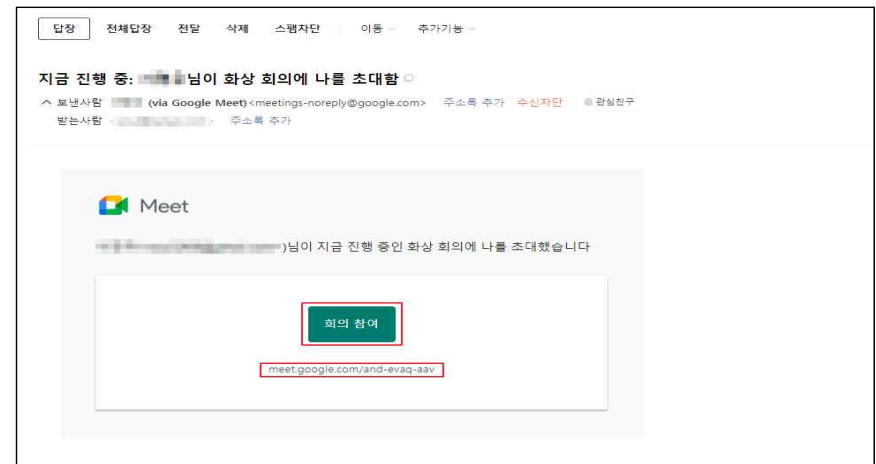 답장 전체답장 전달 삭제 스팸차단 이동 추가기능
지금 진행 중: 님이 화상 회의에 나를 초대함
보낸사람 (via Google Meet)<meetings-noreply@google.com> 주소록 추가 수신차단 관심친구
받는사람 주소록 추가
Meet
)님이 지금 진행 중인 화상 회의에 나를 초대했습니다
회의 참여
meet.google.com/and-evaq-aav